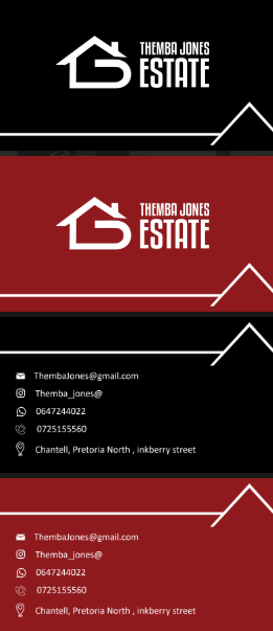 THEMBA JONES
ESTATE
THEMBA JONES
ESTATE
ThembaJones@gmail.com
Themba_jones@
0647244022
0725155560
Chantell, Pretoria North , inkberry street
ThembaJones@gmail.com
Themba_jones@
0647244022
0725155560
Chantell, Pretoria North , inkberry street